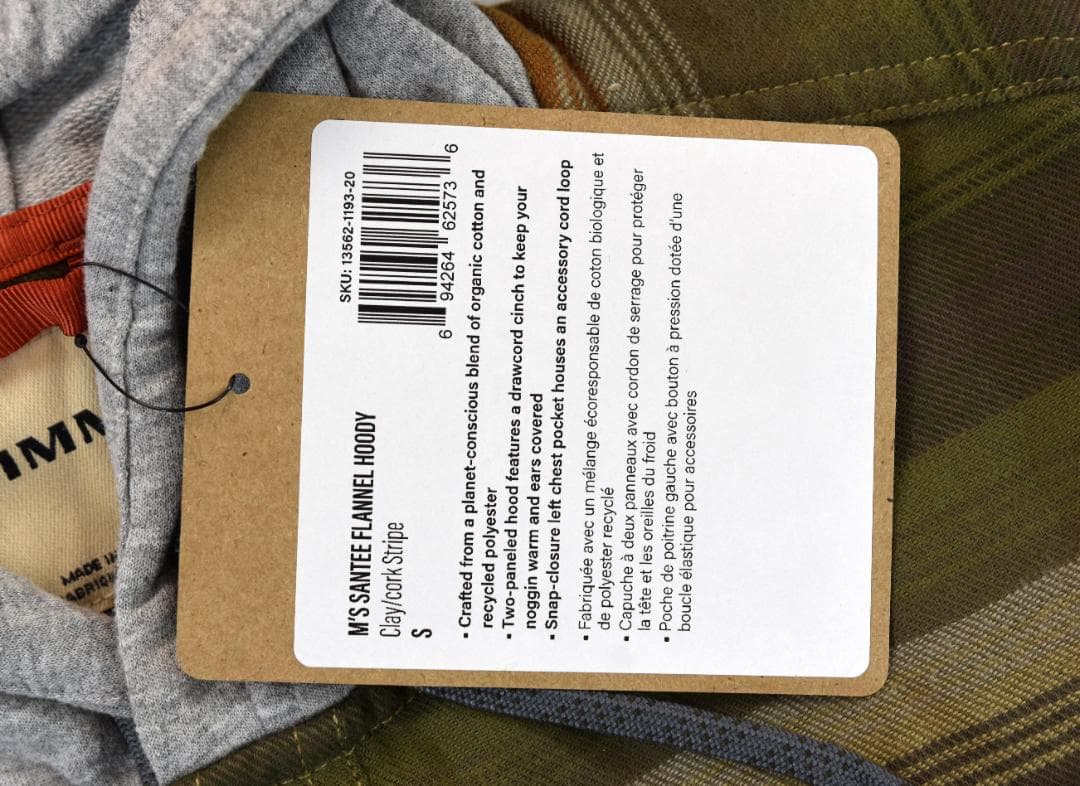 M'S SANTEE FLANNEL HOODY
Clay/cork Stripe
S
SKU: 13562-1193-20
6 94264 62573 6
▪ Crafted from a planet-conscious blend of organic cotton and
recycled polyester
▪ Two-paneled hood features a drawcord cinch to keep your
noggin warm and ears covered
▪ Snap-closure left chest pocket houses an accessory cord loop
▪ Fabriquée avec un mélange écoresponsable de coton biologique et
de polyester recyclé
▪ Capuche à deux panneaux avec cordon de serrage pour protéger
la tête et les oreilles du froid
▪ Poche de poitrine gauche avec bouton à pression dotée d'une
boucle élastique pour accessoires
MADE